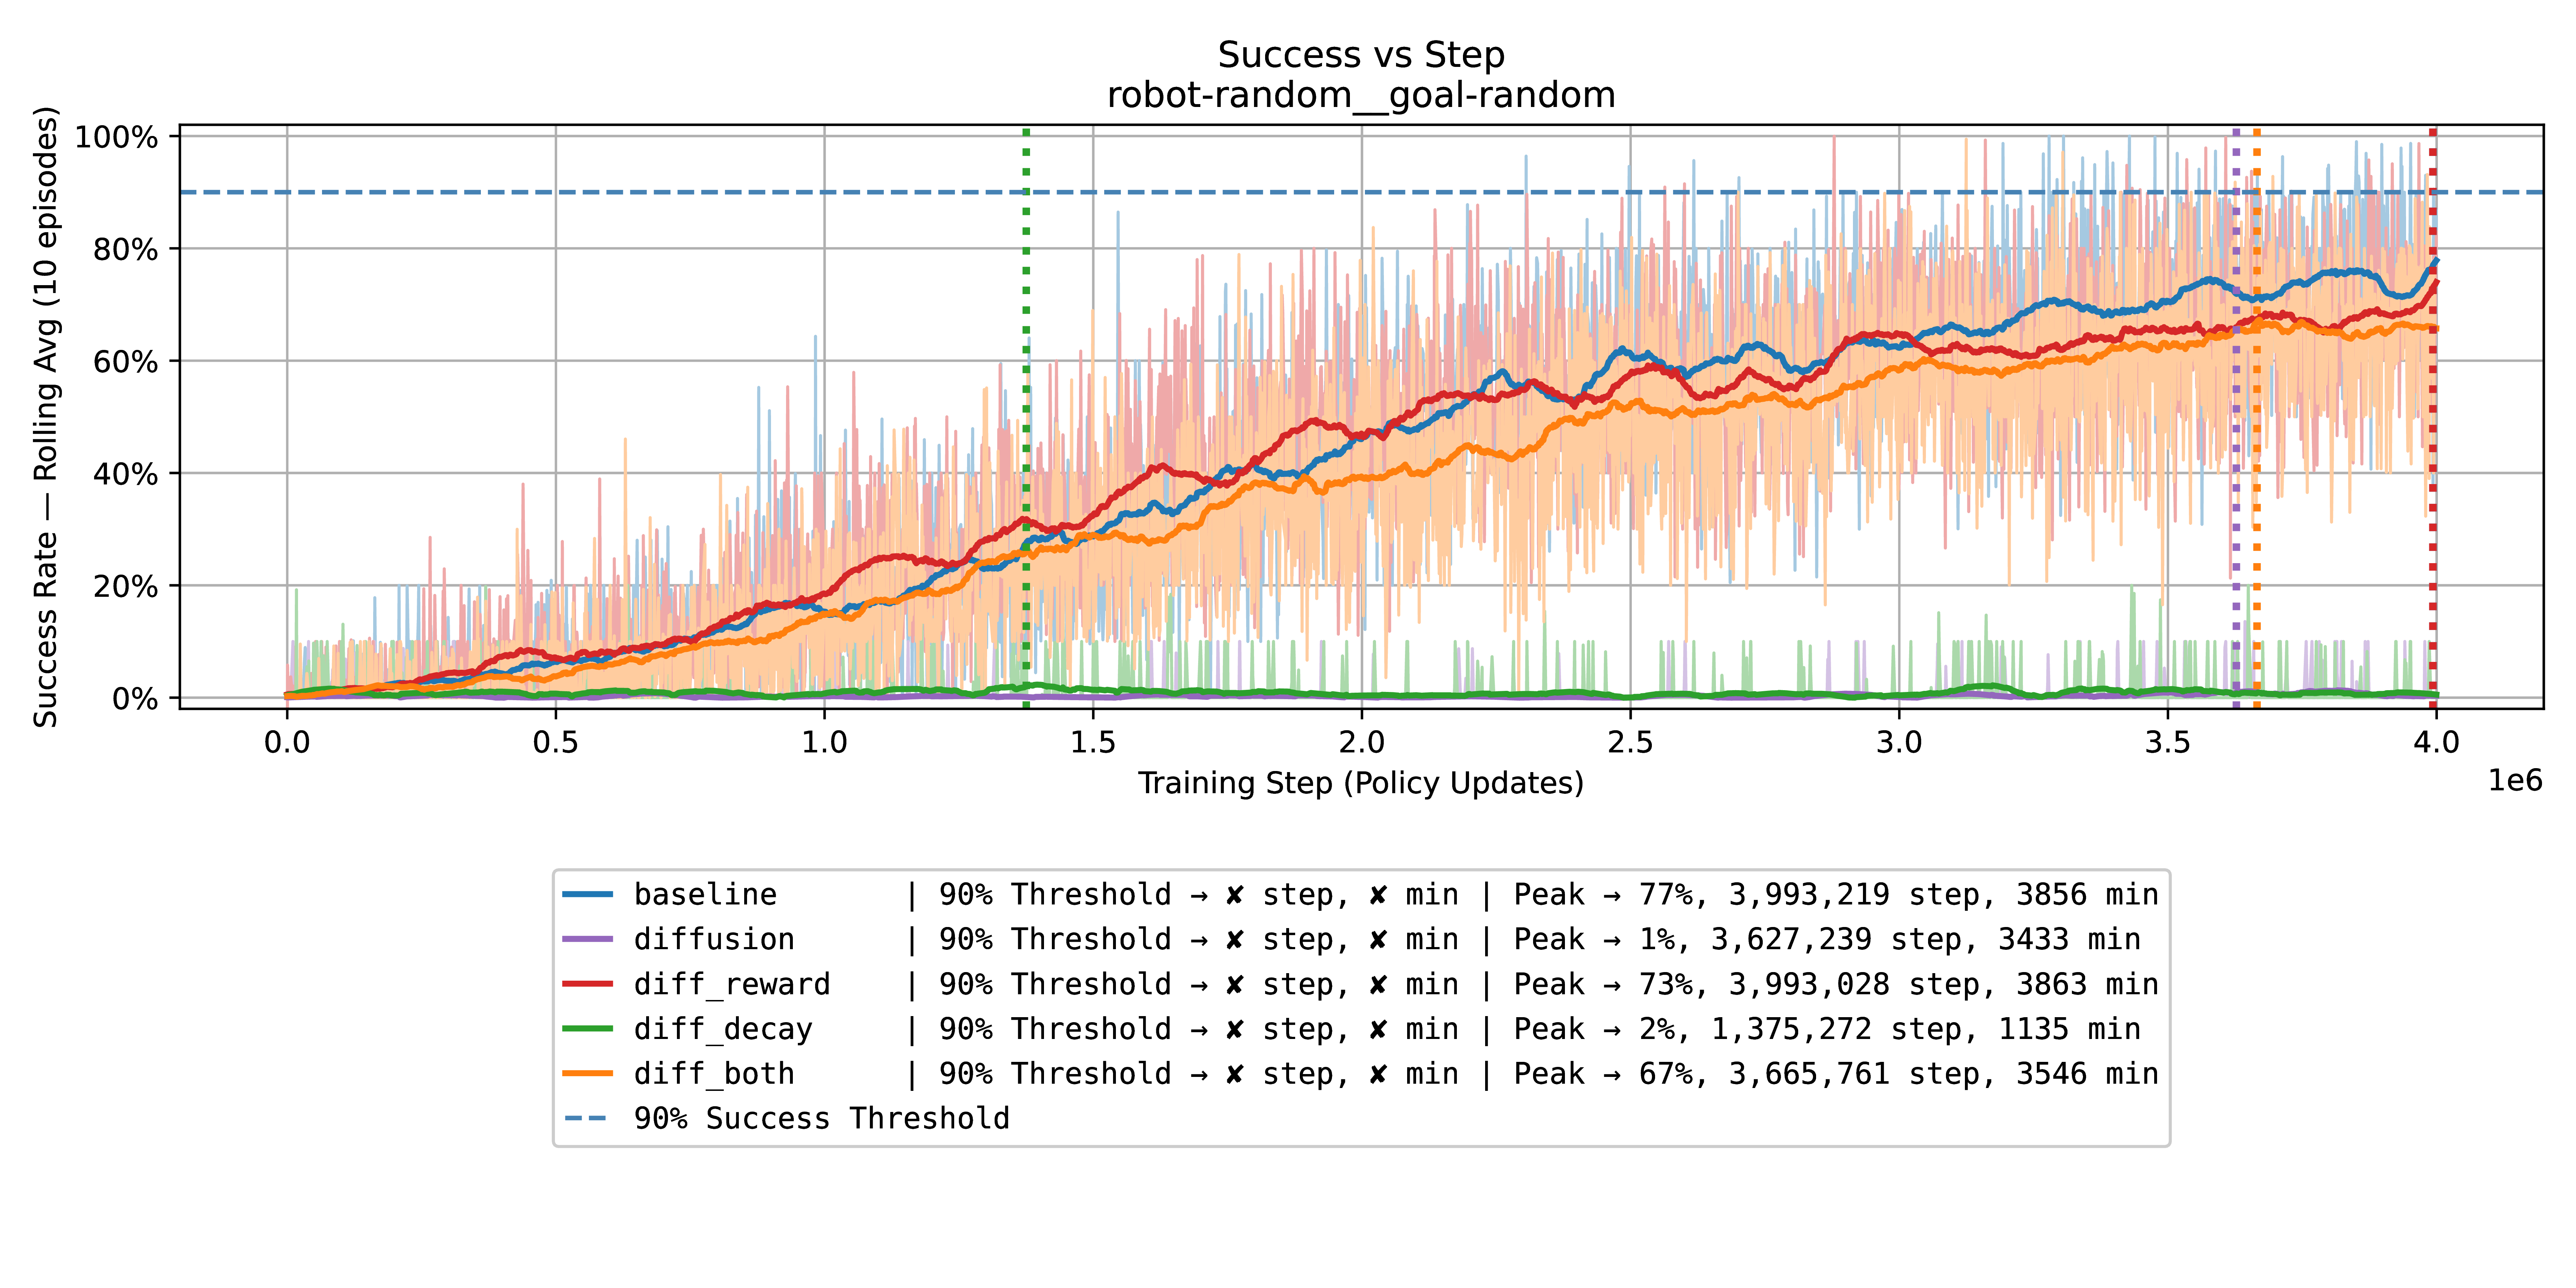 Success vs Step
robot-random__goal-random
Success Rate — Rolling Avg (10 episodes)
100%
80%
60%
40%
20%
0%
0.0 0.5 1.0 1.5 2.0 2.5 3.0 3.5 4.0
1e6
Training Step (Policy Updates)
baseline | 90% Threshold → ✘ step, ✘ min | Peak → 77%, 3,993,219 step, 3856 min
diffusion | 90% Threshold → ✘ step, ✘ min | Peak → 1%, 3,627,239 step, 3433 min
diff_reward | 90% Threshold → ✘ step, ✘ min | Peak → 73%, 3,993,028 step, 3863 min
diff_decay | 90% Threshold → ✘ step, ✘ min | Peak → 2%, 1,375,272 step, 1135 min
diff_both | 90% Threshold → ✘ step, ✘ min | Peak → 67%, 3,665,761 step, 3546 min
90% Success Threshold